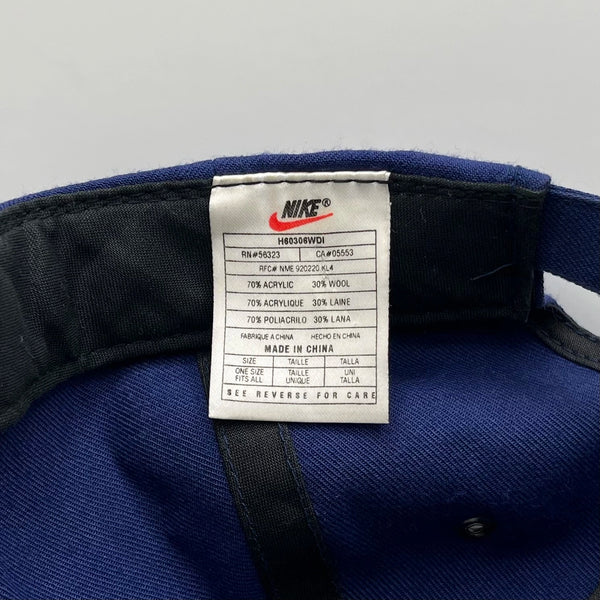 NIKE®
H60306WDI
RN#56323 CA#05553
RFC# NME 920220 KL4
70% ACRYLIC 30% WOOL
70% ACRYLIQUE 30% LAINE
70% POLIACRILO 30% LANA
FABRIQUE A CHINA HECHO EN CHINA
MADE IN CHINA
SIZE TAILLE TALLA
ONE SIZE TAILLE UNI
FITS ALL UNIQUE TALLA
SEE REVERSE FOR CARE